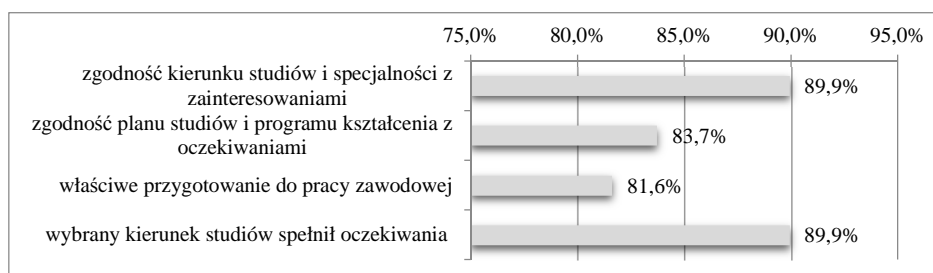 75,0% 80,0% 85,0% 90,0% 95,0%
zgodność kierunku studiów i specjalności z
zainteresowaniami
89,9%
zgodność planu studiów i programu kształcenia z
oczekiwaniami
83,7%
właściwe przygotowanie do pracy zawodowej
81,6%
wybrany kierunek studiów spełnił oczekiwania
89,9%